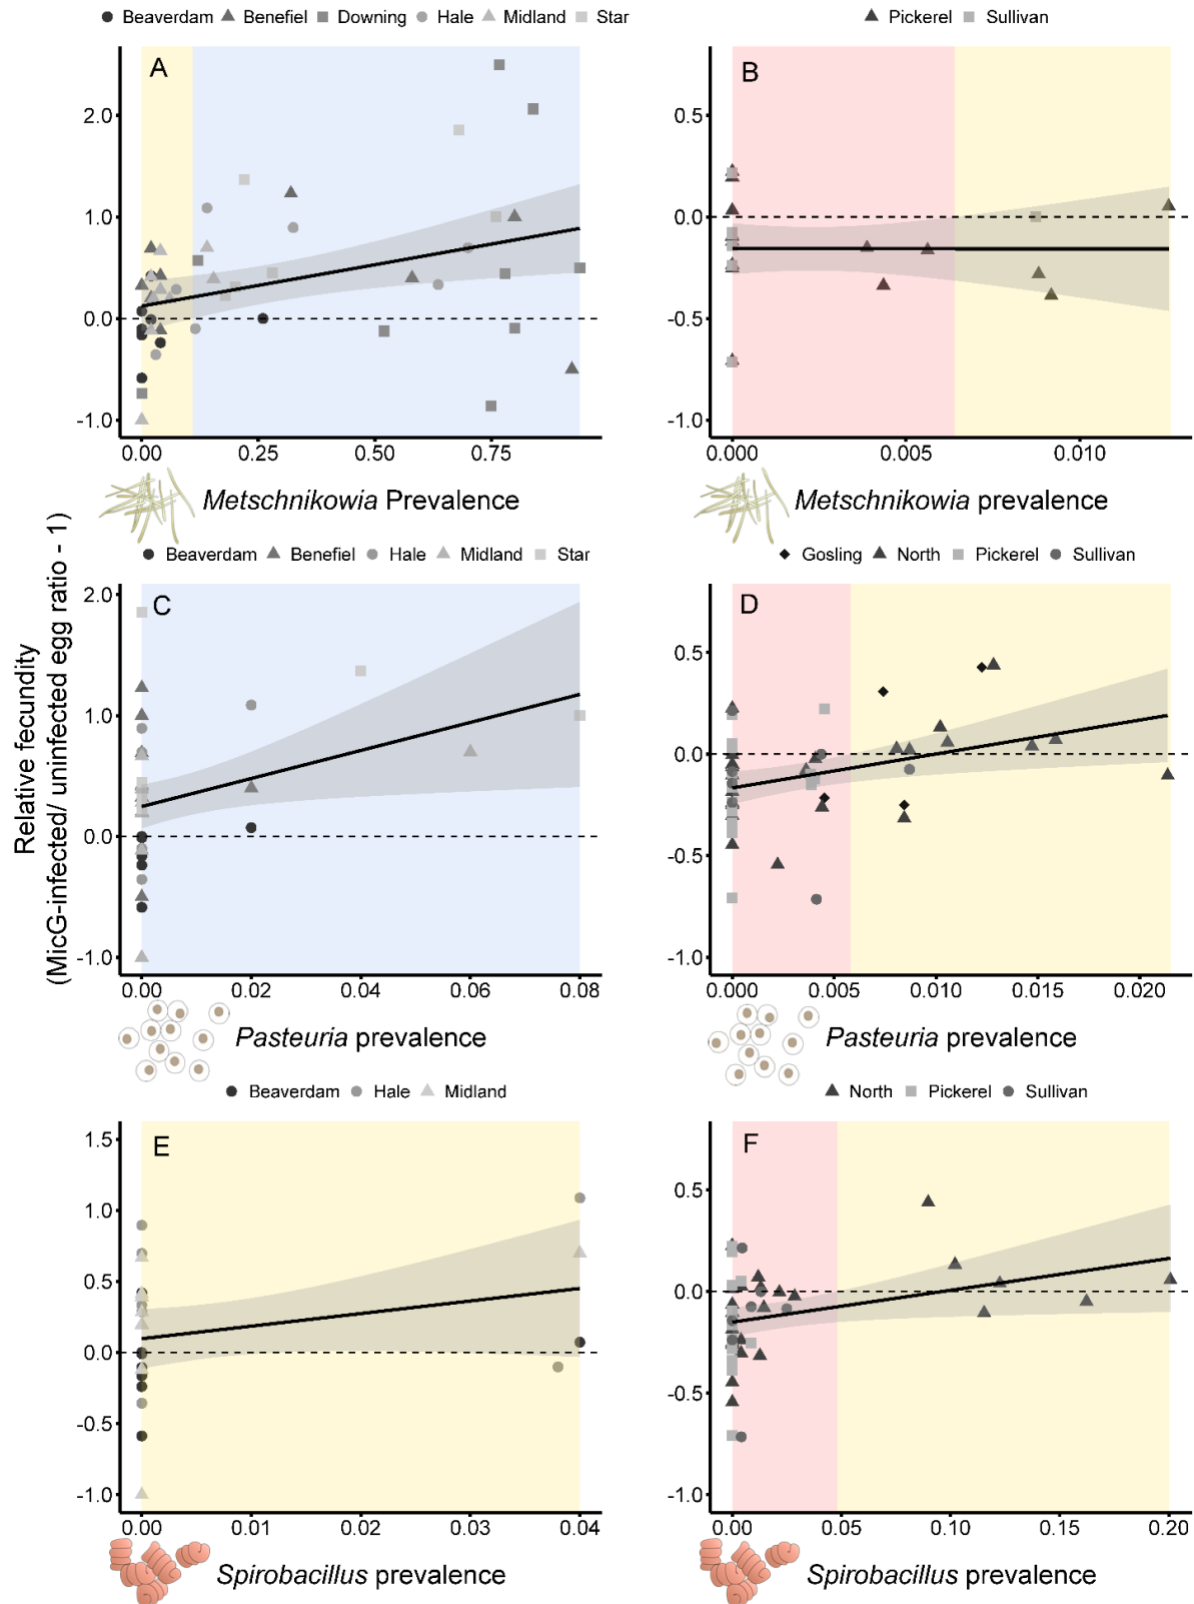 Beaverdam Benefiel Downing Hale Midland Star
Pickerel Sullivan
A
2.0
1.0
0.0
-1.0
0.00 0.25 0.50 0.75
Metschnikowia Prevalence
B
0.5
0.0
-0.5
-1.0
0.000 0.005 0.010
Metschnikowia prevalence
Relative fecundity
(MicG-infected/ uninfected egg ratio - 1)
Beaverdam Benefiel Hale Midland Star
Gosling North Pickerel Sullivan
C
2.0
1.0
0.0
-1.0
0.00 0.02 0.04 0.06 0.08
Pasteuria prevalence
D
0.5
0.0
-0.5
-1.0
0.000 0.005 0.010 0.015 0.020
Pasteuria prevalence
Beaverdam Hale Midland
North Pickerel Sullivan
E
1.5
1.0
0.5
0.0
-0.5
-1.0
0.00 0.01 0.02 0.03 0.04
Spirobacillus prevalence
F
0.5
0.0
-0.5
-1.0
0.00 0.05 0.10 0.15 0.20
Spirobacillus prevalence